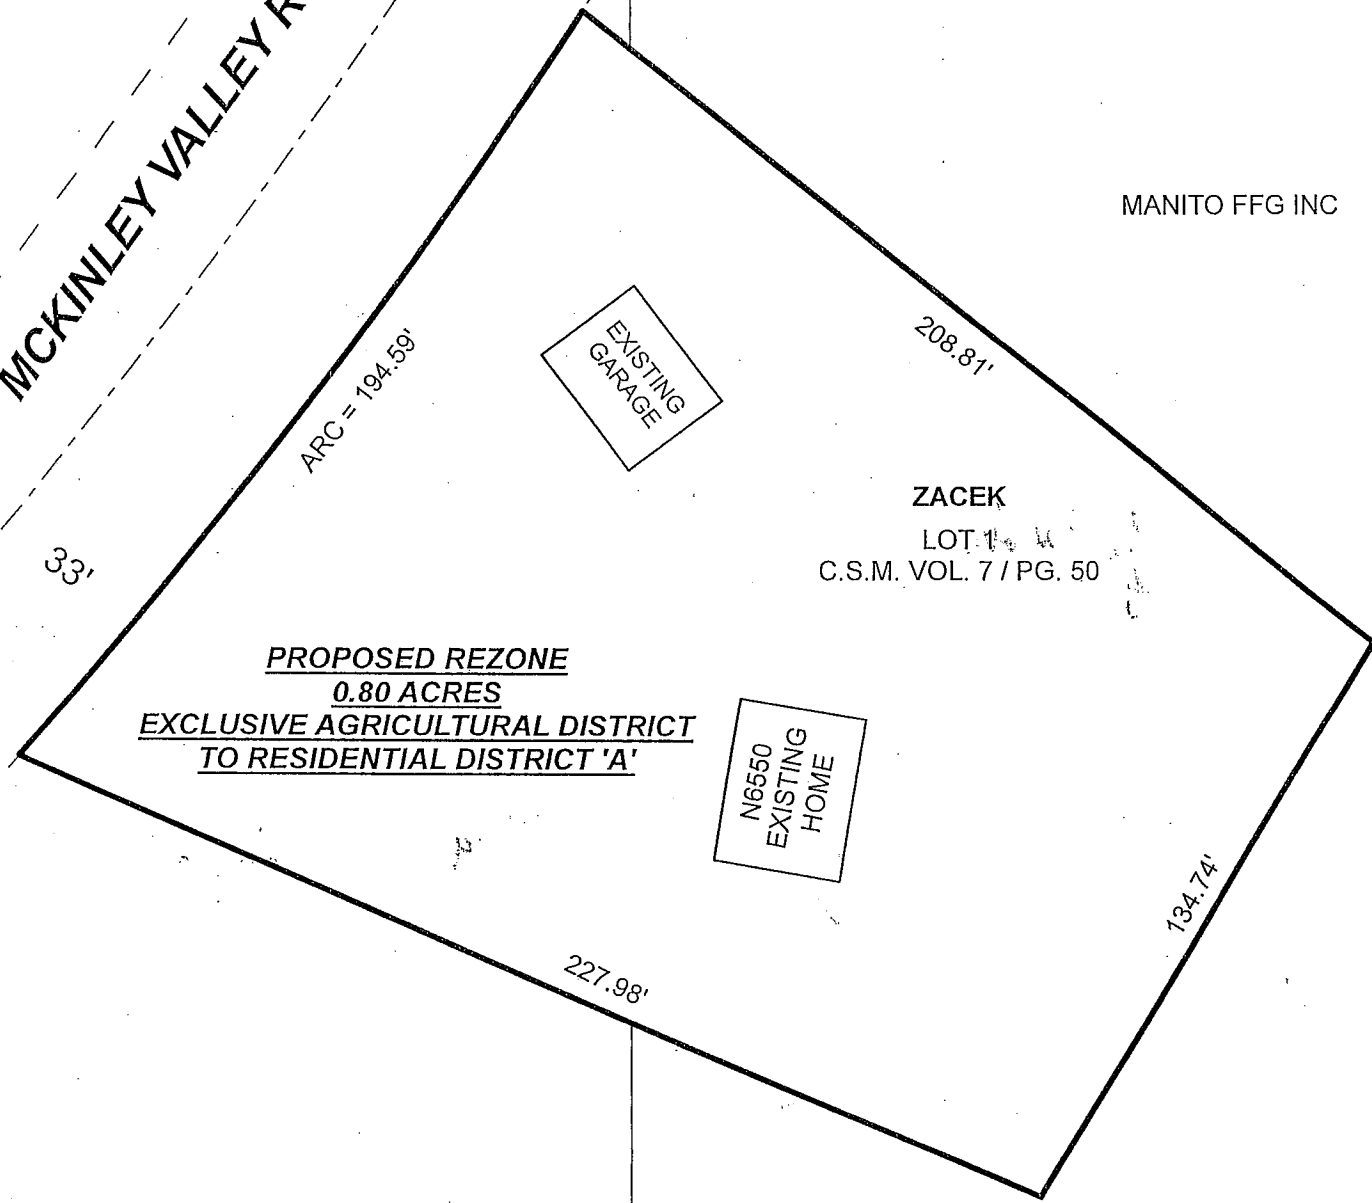 MCKINLEY VALLEY R
MANITO FFG INC
208.81'
EXISTING
GARAGE
ARC = 194.59'
ZACEK
LOT 1
C.S.M. VOL. 7 / PG. 50
33'
PROPOSED REZONE
0.80 ACRES
EXCLUSIVE AGRICULTURAL DISTRICT
TO RESIDENTIAL DISTRICT 'A'
N6550
EXISTING
HOME
134.74'
227.98'